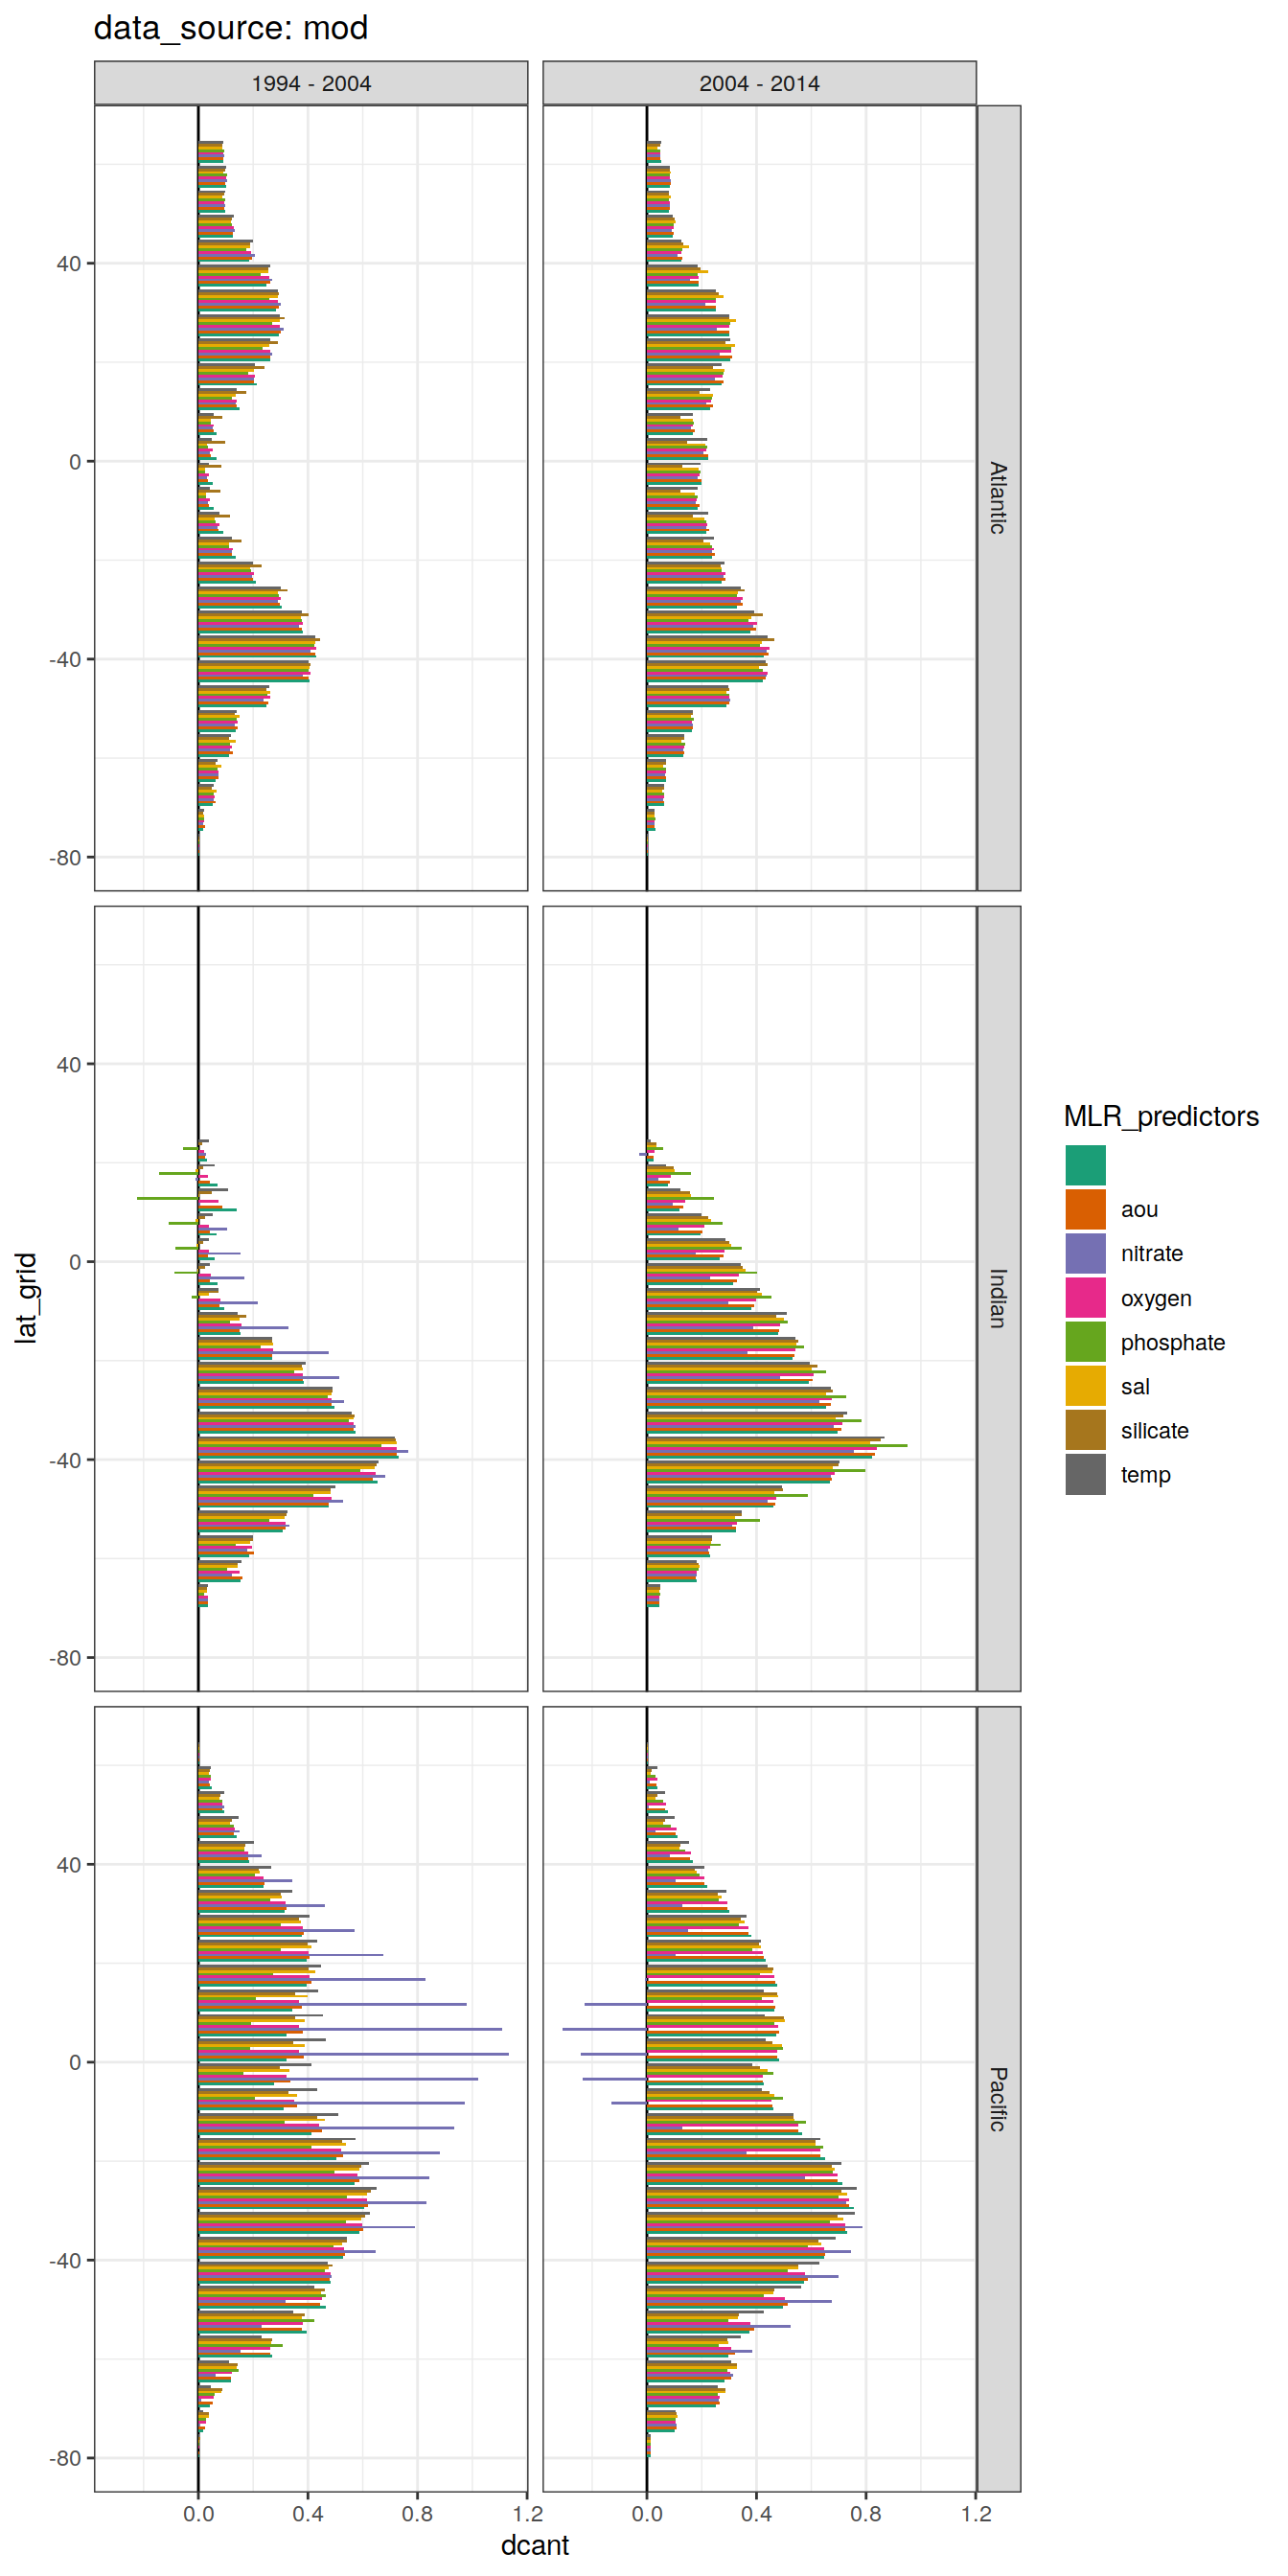 data_source: mod
1994 - 2004
2004 - 2014
40
0
-40
-80
Atlantic
40
0
-40
-80
Indian
lat_grid
MLR_predictors
aou
nitrate
oxygen
phosphate
sal
silicate
temp
40
0
-40
-80
Pacific
0.0
0.4
0.8
1.2
0.0
0.4
0.8
1.2
dcant